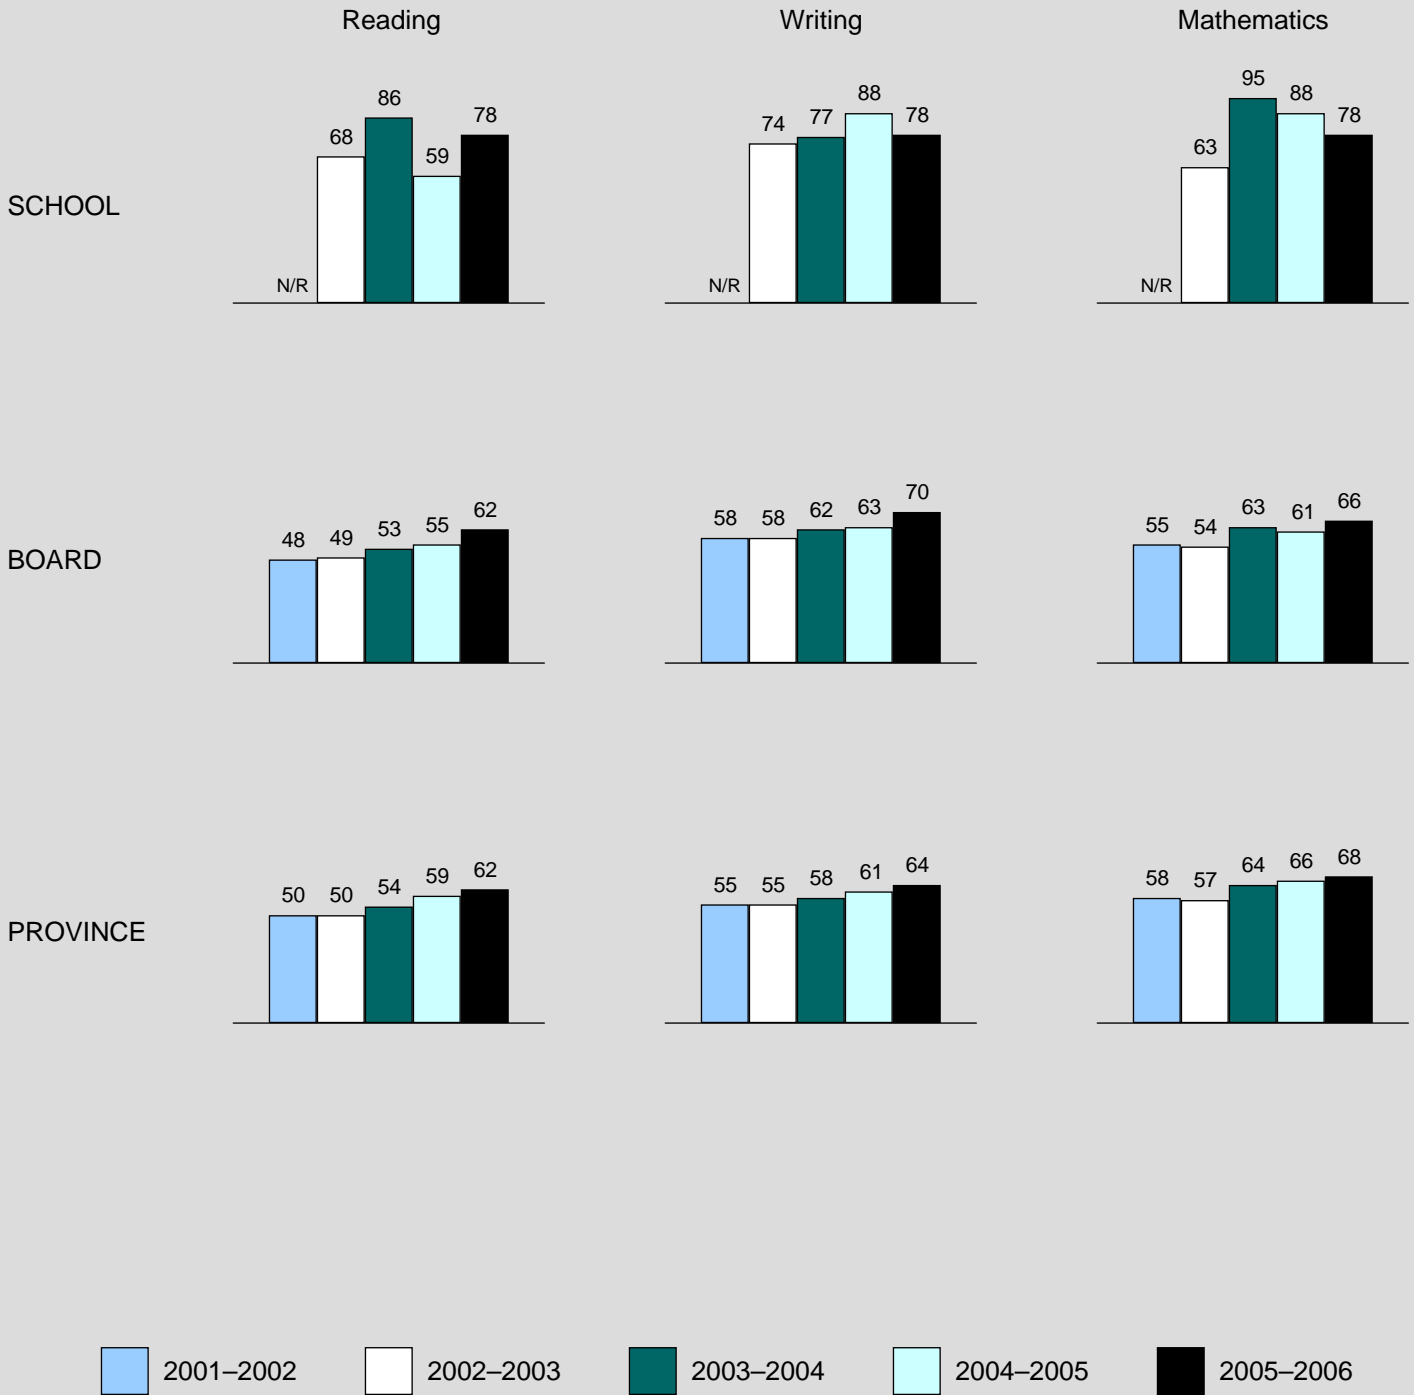 Reading Writing Mathematics
SCHOOL
N/R 68 86 59 78
N/R 74 77 88 78
N/R 63 95 88 78
BOARD
48 49 53 55 62
58 58 62 63 70
55 54 63 61 66
PROVINCE
50 50 54 59 62
55 55 58 61 64
58 57 64 66 68
2001–2002 2002–2003 2003–2004 2004–2005 2005–2006